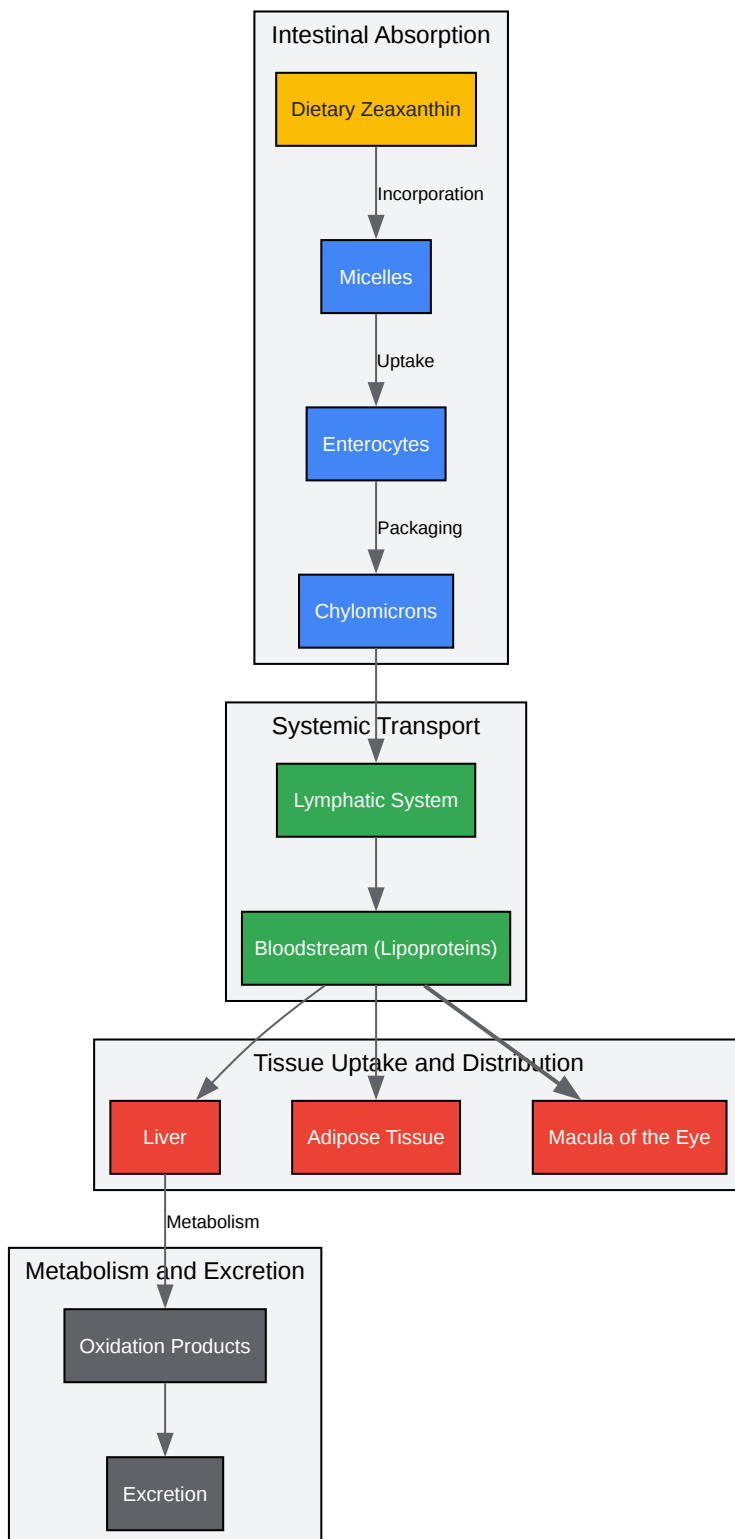 Intestinal Absorption
Dietary Zeaxanthin
Incorporation
Micelles
Uptake
Enterocytes
Packaging
Chylomicrons
Systemic Transport
Lymphatic System
Bloodstream (Lipoproteins)
Tissue Uptake and Distribution
Liver
Adipose Tissue
Macula of the Eye
Metabolism
Metabolism and Excretion
Oxidation Products
Excretion